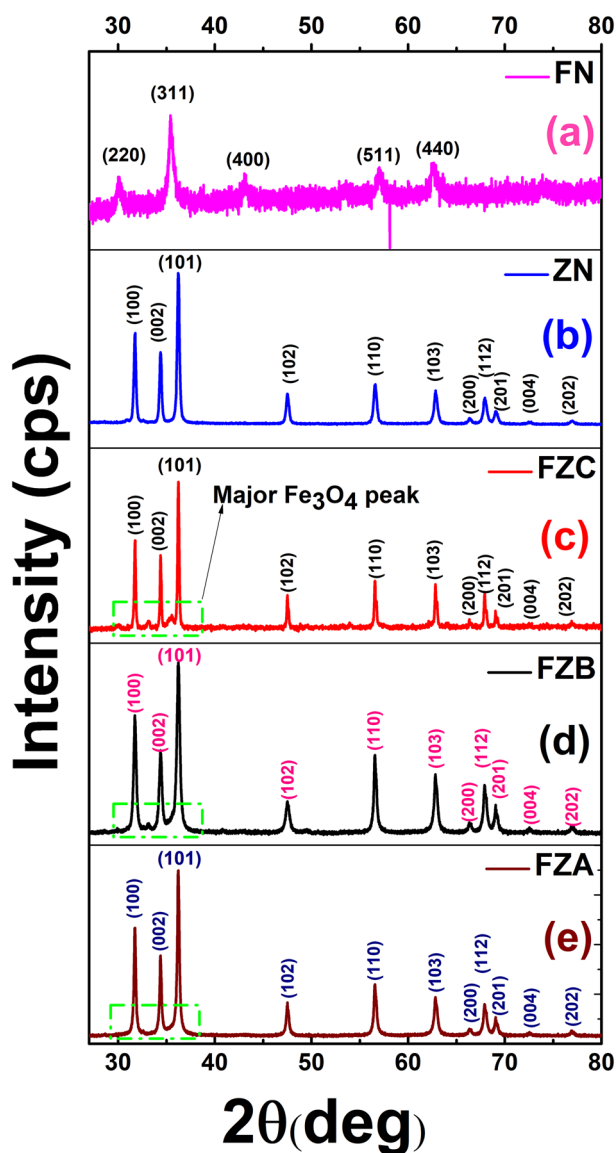 30 40 50 60 70 80
FN
(311)
(a)
(220) (400) (511) (440)
ZN
(101)
(100) (002) (b)
(102) (110) (103) (200) (112) (201) (004) (202)
FZC
(101)
Major Fe₃O₄ peak
(100) (002) (c)
(102) (110) (103) (200) (112) (201) (004) (202)
FZB
(101)
(100) (002) (d)
(102) (110) (103) (200) (112) (201) (004) (202)
FZA
(101)
(100) (002) (e)
(102) (110) (103) (200) (112) (201) (004) (202)
30 40 50 60 70 80
2θ(deg)
Intensity (cps)